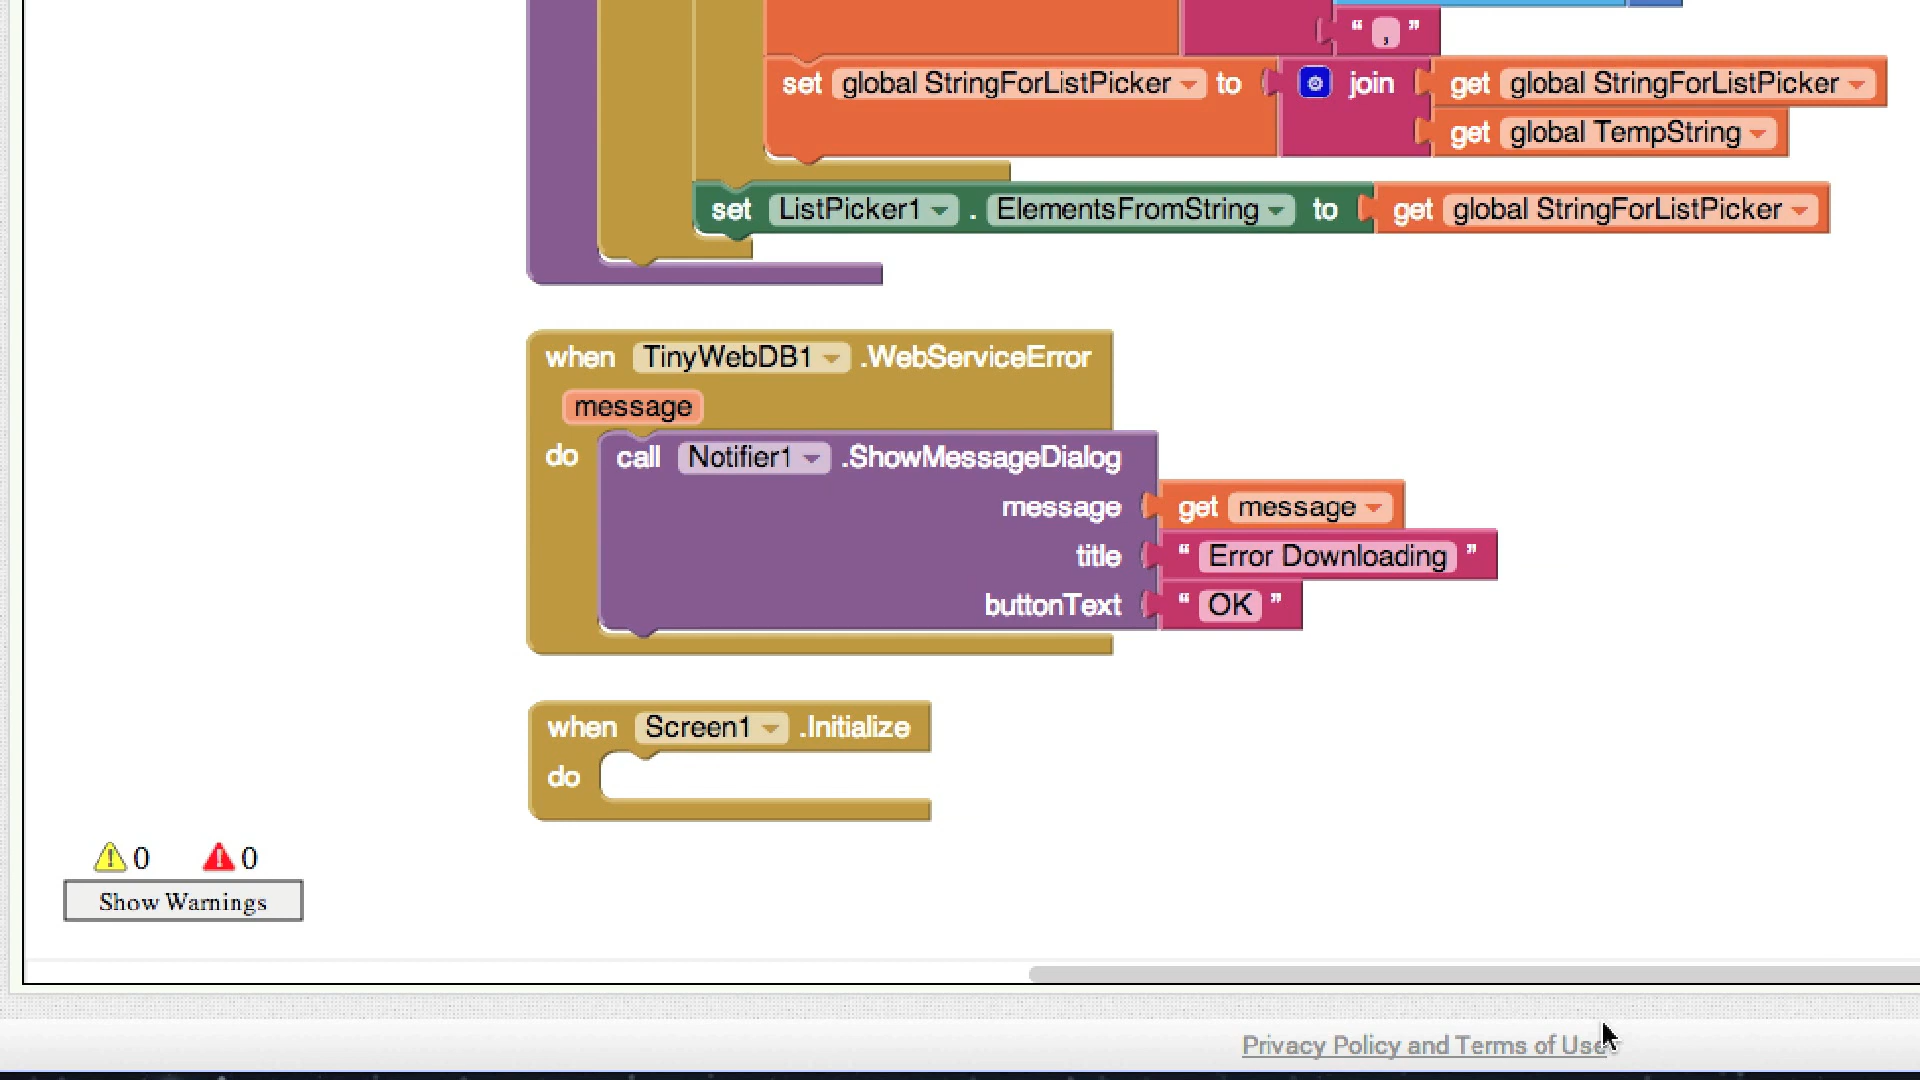 “ , ”
set global StringForListPicker to join get global StringForListPicker
get global TempString
set ListPicker1 . ElementsFromString to get global StringForListPicker
when TinyWebDB1 .WebServiceError
message
do call Notifier1 .ShowMessageDialog
message get message
title “ Error Downloading ”
buttonText “ OK ”
when Screen1 .Initialize
do
0 0
Show Warnings
Privacy Policy and Terms of Use